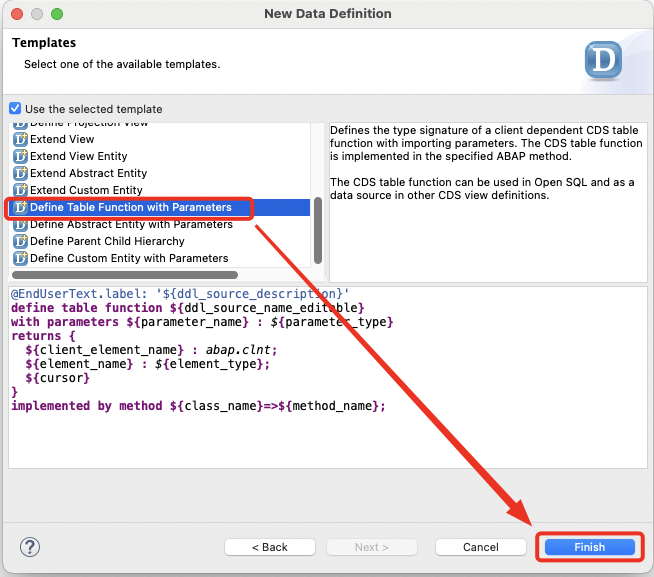 New Data Definition
Templates
Select one of the available templates.
D
Use the selected template
Define Projection View
Extend View
Extend View Entity
Extend Abstract Entity
Extend Custom Entity
Define Table Function with Parameters
Define Abstract Entity with Parameters
Define Parent Child Hierarchy
Define Custom Entity with Parameters
Defines the type signature of a client dependent CDS table
function with importing parameters. The CDS table function
is implemented in the specified ABAP method.
The CDS table function can be used in Open SQL and as a
data source in other CDS view definitions.
@EndUserText.label: '${ddl_source_description}'
define table function ${ddl_source_name_editable}
with parameters ${parameter_name} : ${parameter_type}
returns {
${client_element_name} : abap.clnt;
${element_name} : ${element_type};
${cursor}
}
implemented by method ${class_name}=>${method_name};
?
< Back
Next >
Cancel
Finish